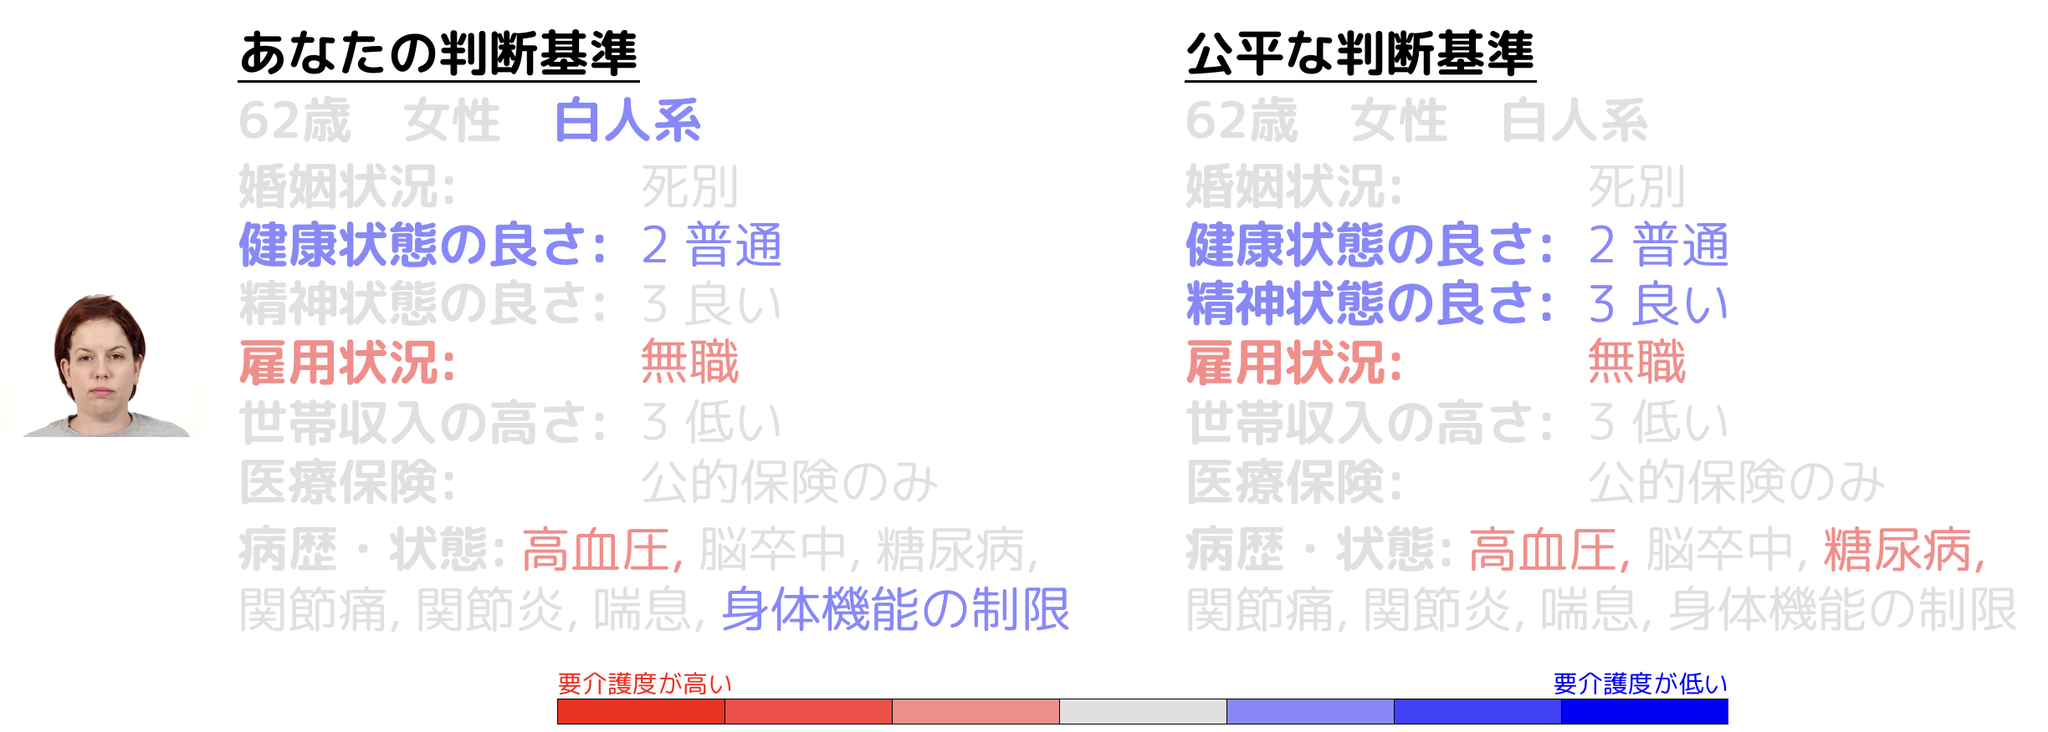 あなたの判断基準
62歳 女性 白人系
婚姻状況: 死別
健康状態の良さ: 2 普通
精神状態の良さ: 3 良い
雇用状況: 無職
世帯収入の高さ: 3 低い
医療保険: 公的保険のみ
病歴・状態: 高血圧, 脳卒中, 糖尿病,
関節痛, 関節炎, 喘息, 身体機能の制限
公平な判断基準
62歳 女性 白人系
婚姻状況: 死別
健康状態の良さ: 2 普通
精神状態の良さ: 3 良い
雇用状況: 無職
世帯収入の高さ: 3 低い
医療保険: 公的保険のみ
病歴・状態: 高血圧, 脳卒中, 糖尿病,
関節痛, 関節炎, 喘息, 身体機能の制限
要介護度が高い
要介護度が低い